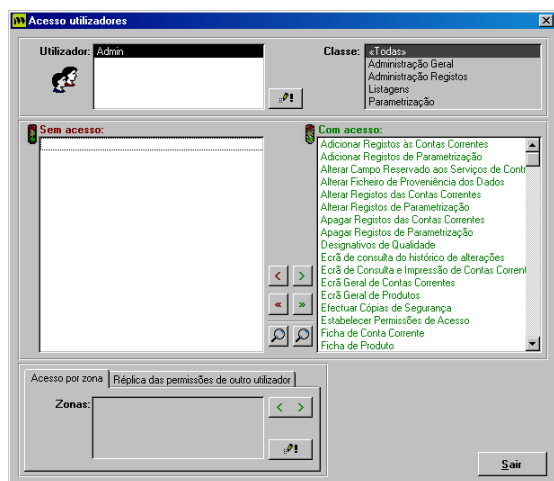 Acesso utilizadores
Utilizador:
Admin
Classe:
«Todas»
Administração Geral
Administração Registos
Listagens
Parametrização
Sem acesso:
Com acesso:
Adicionar Registos às Contas Correntes
Adicionar Registos de Parametrização
Alterar Campo Reservado aos Serviços de Contr
Alterar Ficheiro de Proveniência dos Dados
Alterar Registos das Contas Correntes
Alterar Registos de Parametrização
Apagar Registos das Contas Correntes
Apagar Registos de Parametrização
Designativos de Qualidade
Ecrã de consulta do histórico de alterações
Ecrã de Consulta e Impressão de Contas Corrent
Ecrã Geral de Contas Correntes
Ecrã Geral de Produtos
Efectuar Cópias de Segurança
Estabelecer Permissões de Acesso
Ficha de Conta Corrente
Ficha de Produto
< >
« »
Acesso por zona
Réplica das permissões de outro utilizador
Zonas:
< >
Sair